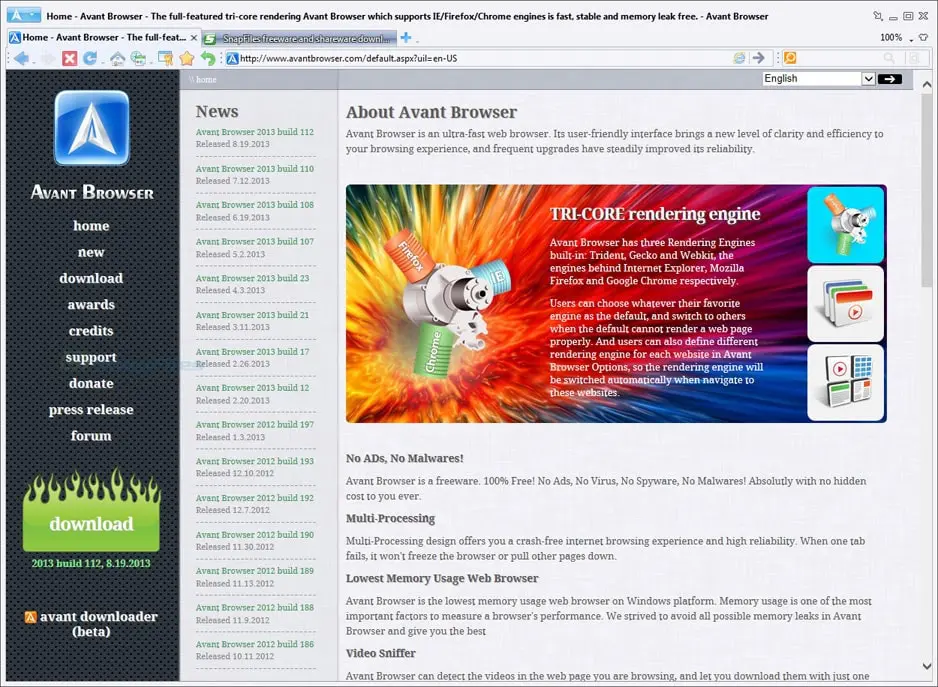 Home - Avant Browser - The full-featured tri-core rendering Avant Browser which supports IE/Firefox/Chrome engines is fast, stable and memory leak free. - Avant Browser
Home - Avant Browser - The full-feat...
SnapFiles freeware and shareware downl...
100%
http://www.avantbrowser.com/default.aspx?uil=en-US
\\ home
English
AVANT BROWSER
home
new
download
awards
credits
support
donate
press release
forum
download
2013 build 112, 8.19.2013
avant downloader
(beta)
News
Avant Browser 2013 build 112
Released 8.19.2013
Avant Browser 2013 build 110
Released 7.12.2013
Avant Browser 2013 build 108
Released 6.19.2013
Avant Browser 2013 build 107
Released 5.2.2013
Avant Browser 2013 build 23
Released 4.3.2013
Avant Browser 2013 build 21
Released 3.11.2013
Avant Browser 2013 build 17
Released 2.26.2013
Avant Browser 2013 build 12
Released 2.20.2013
Avant Browser 2012 build 197
Released 1.3.2013
Avant Browser 2012 build 193
Released 12.10.2012
Avant Browser 2012 build 192
Released 12.7.2012
Avant Browser 2012 build 190
Released 11.30.2012
Avant Browser 2012 build 189
Released 11.13.2012
Avant Browser 2012 build 188
Released 11.9.2012
Avant Browser 2012 build 186
Released 10.11.2012
About Avant Browser
Avant Browser is an ultra-fast web browser. Its user-friendly interface brings a new level of clarity and efficiency to
your browsing experience, and frequent upgrades have steadily improved its reliability.
Firefox
IE
Chrome
TRI-CORE rendering engine
Avant Browser has three Rendering Engines
built-in: Trident, Gecko and Webkit, the
engines behind Internet Explorer, Mozilla
Firefox and Google Chrome respectively.
Users can choose whatever their favorite
engine as the default, and switch to others
when the default cannot render a web page
properly. And users can also define different
rendering engine for each website in Avant
Browser Options, so the rendering engine will
be switched automatically when navigate to
these websites.
No ADs, No Malwares!
Avant Browser is a freeware. 100% Free! No Ads, No Virus, No Spyware, No Malwares! Absolutly with no hidden
cost to you ever.
Multi-Processing
Multi-Processing design offers you a crash-free internet browsing experience and high reliability. When one tab
fails, it won't freeze the browser or pull other pages down.
Lowest Memory Usage Web Browser
Avant Browser is the lowest memory usage web browser on Windows platform. Memory usage is one of the most
important factors to measure a browser's performance. We strived to avoid all possible memory leaks in Avant
Browser and give you the best
Video Sniffer
Avant Browser can detect the videos in the web page you are browsing, and let you download them with just one